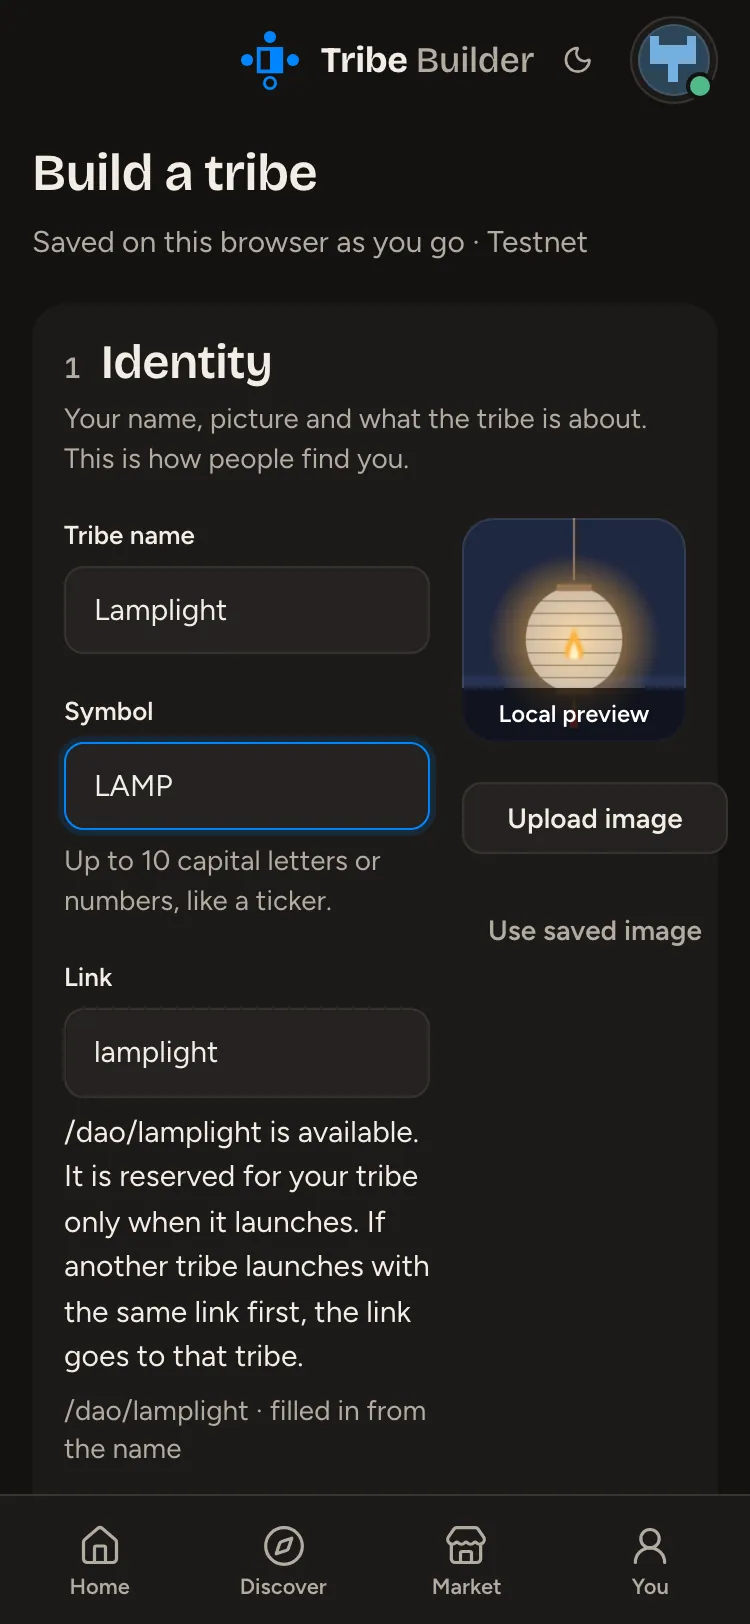 Tribe Builder
Build a tribe
Saved on this browser as you go · Testnet
1 Identity
Your name, picture and what the tribe is about.
This is how people find you.
Tribe name
Lamplight
Local preview
Symbol
LAMP
Upload image
Up to 10 capital letters or
numbers, like a ticker.
Use saved image
Link
lamplight
/dao/lamplight is available.
It is reserved for your tribe
only when it launches. If
another tribe launches with
the same link first, the link
goes to that tribe.
/dao/lamplight · filled in from
the name
Home
Discover
Market
You